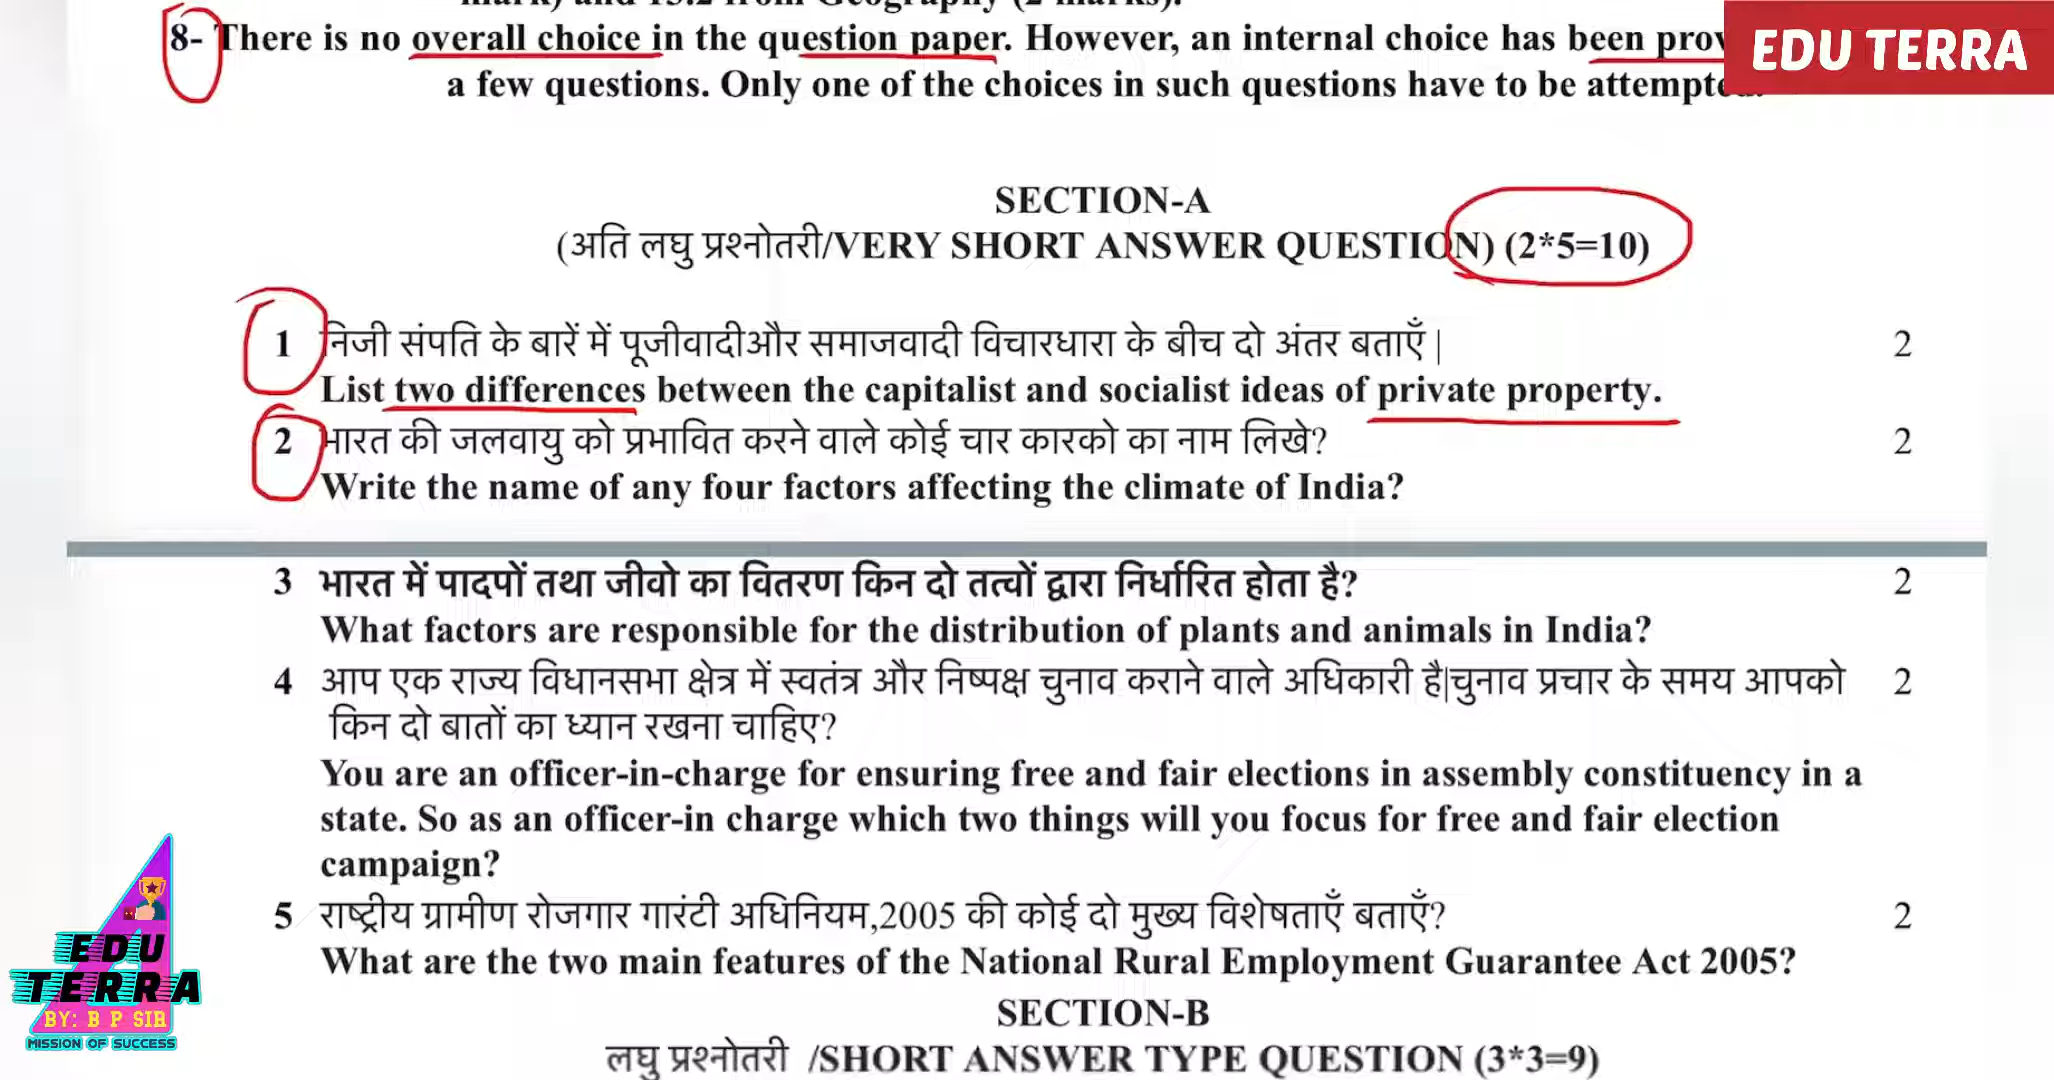 8- There is no overall choice in the question paper. However, an internal choice has been prov
EDU TERRA
a few questions. Only one of the choices in such questions have to be
SECTION-A
(अति लघु प्रश्नोतरी/VERY SHORT ANSWER QUESTION) (2*5=10)
1 निजी संपति के बारें में पूजीवादीऔर समाजवादी विचारधारा के बीच दो अंतर बताएँ | 2
List two differences between the capitalist and socialist ideas of private property.
2 भारत की जलवायु को प्रभावित करने वाले कोई चार कारको का नाम लिखे? 2
Write the name of any four factors affecting the climate of India?
3 भारत में पादपों तथा जीवो का वितरण किन दो तत्वों द्वारा निर्धारित होता है? 2
What factors are responsible for the distribution of plants and animals in India?
4 आप एक राज्य विधानसभा क्षेत्र में स्वतंत्र और निष्पक्ष चुनाव कराने वाले अधिकारी है|चुनाव प्रचार के समय आपको 2
किन दो बातों का ध्यान रखना चाहिए?
You are an officer-in-charge for ensuring free and fair elections in assembly constituency in a
state. So as an officer-in charge which two things will you focus for free and fair election
campaign?
5 राष्ट्रीय ग्रामीण रोजगार गारंटी अधिनियम,2005 की कोई दो मुख्य विशेषताएँ बताएँ? 2
What are the two main features of the National Rural Employment Guarantee Act 2005?
SECTION-B
लघु प्रश्नोतरी /SHORT ANSWER TYPE QUESTION (3*3=9)
EDU
TERRA
BY: B P SIR
MISSION OF SUCCESS